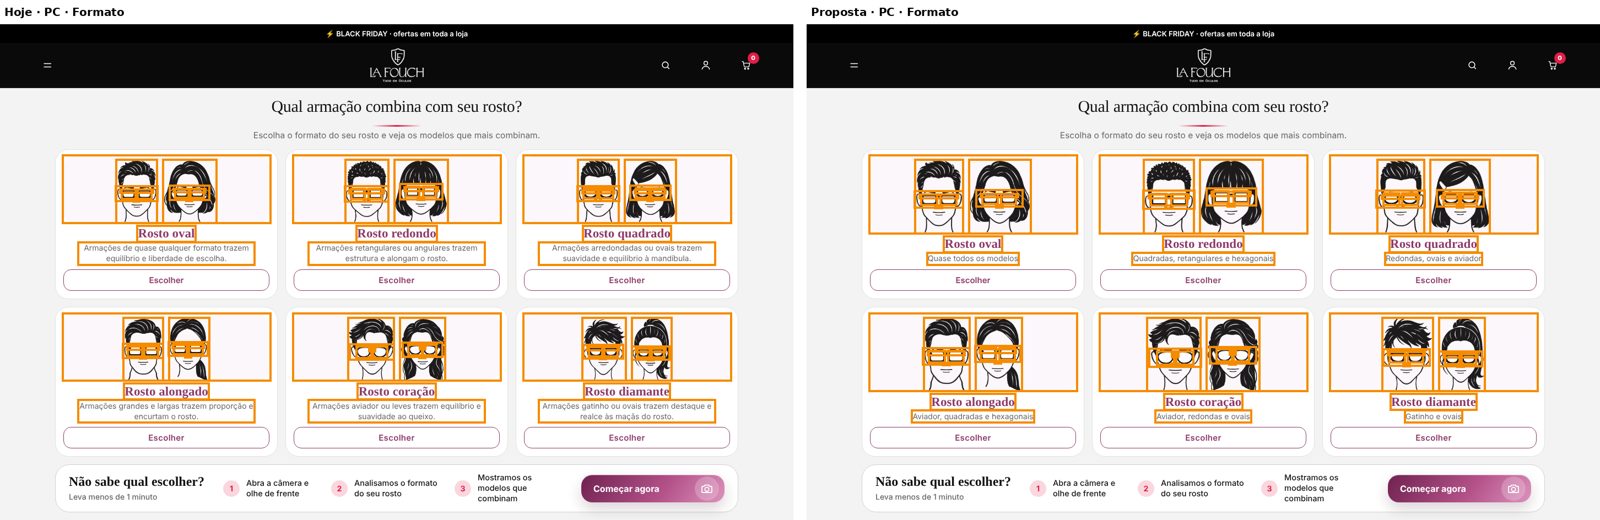 Hoje · PC · Formato
⚡ BLACK FRIDAY · ofertas em toda a loja
LA FOUCH
TUDO EM ÓCULOS
0
Qual armação combina com seu rosto?
Escolha o formato do seu rosto e veja os modelos que mais combinam.
Rosto oval
Armações de quase qualquer formato trazem
equilíbrio e liberdade de escolha.
Escolher
Rosto redondo
Armações retangulares ou angulares trazem
estrutura e alongam o rosto.
Escolher
Rosto quadrado
Armações arredondadas ou ovais trazem
suavidade e equilíbrio à mandíbula.
Escolher
Rosto alongado
Armações grandes e largas trazem proporção e
encurtam o rosto.
Escolher
Rosto coração
Armações aviador ou leves trazem equilíbrio e
suavidade ao queixo.
Escolher
Rosto diamante
Armações gatinho ou ovais trazem destaque e
realce às maçãs do rosto.
Escolher
Não sabe qual escolher?
Leva menos de 1 minuto
1
Abra a câmera e
olhe de frente
2
Analisamos o formato
do seu rosto
3
Mostramos os
modelos que
combinam
Começar agora
Proposta · PC · Formato
⚡ BLACK FRIDAY · ofertas em toda a loja
LA FOUCH
TUDO EM ÓCULOS
0
Qual armação combina com seu rosto?
Escolha o formato do seu rosto e veja os modelos que mais combinam.
Rosto oval
Quase todos os modelos
Escolher
Rosto redondo
Quadradas, retangulares e hexagonais
Escolher
Rosto quadrado
Redondas, ovais e aviador
Escolher
Rosto alongado
Aviador, quadradas e hexagonais
Escolher
Rosto coração
Aviador, redondas e ovais
Escolher
Rosto diamante
Gatinho e ovais
Escolher
Não sabe qual escolher?
Leva menos de 1 minuto
1
Abra a câmera e
olhe de frente
2
Analisamos o formato
do seu rosto
3
Mostramos os
modelos que
combinam
Começar agora